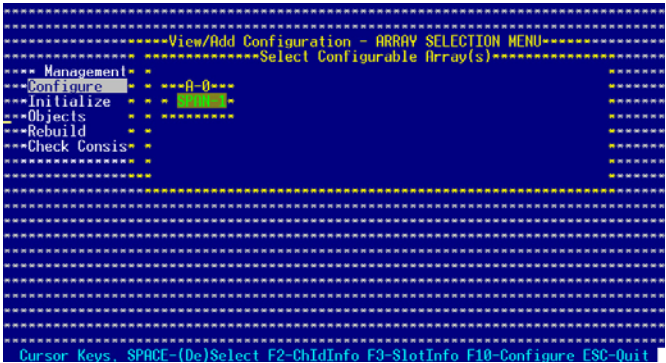 View/Add Configuration - ARRAY SELECTION MENU
Select Configurable Array(s)
Management
Configure
A-0
Initialize
SPAN-1
Objects
Rebuild
Check Consis
Cursor Keys, SPACE-(De)Select F2-ChIdInfo F3-SlotInfo F10-Configure ESC-Quit